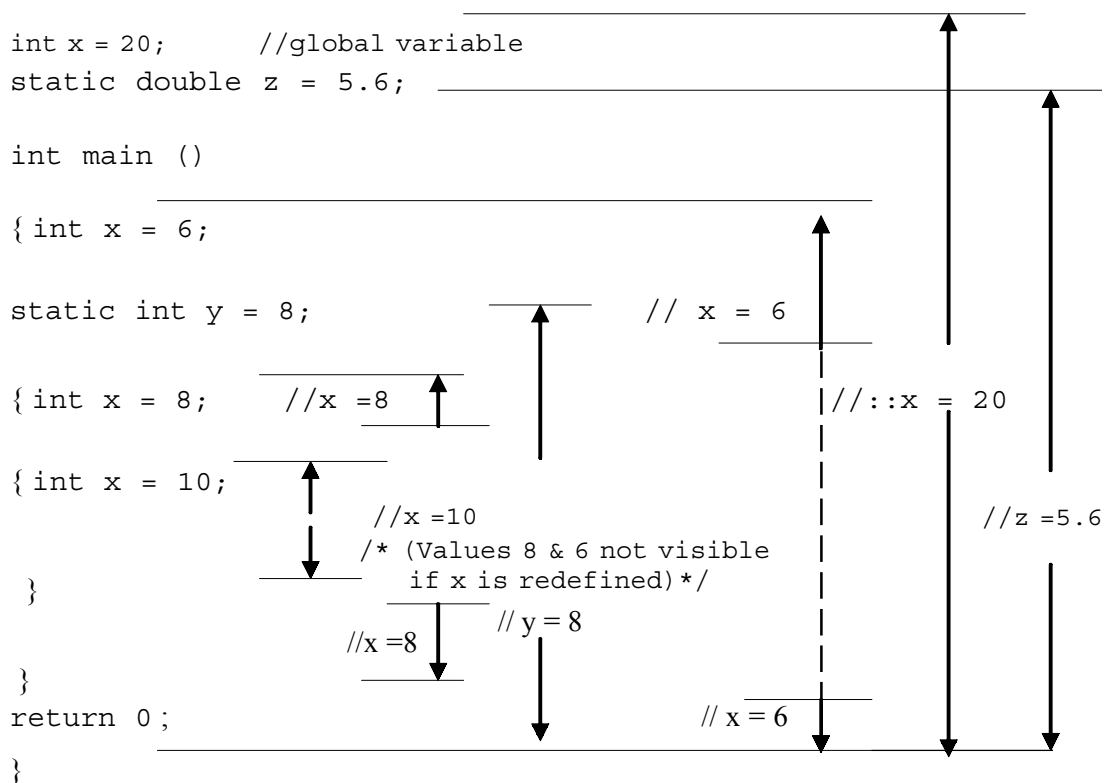 int x = 20; //global variable
static double z = 5.6;
int main ()
{ int x = 6;
static int y = 8; // x = 6
{ int x = 8; //x =8 //::x = 20
{ int x = 10;
//x =10 //z =5.6
/* (Values 8 & 6 not visible
if x is redefined)*/
}
//x =8 // y = 8
}
return 0 ; // x = 6
}